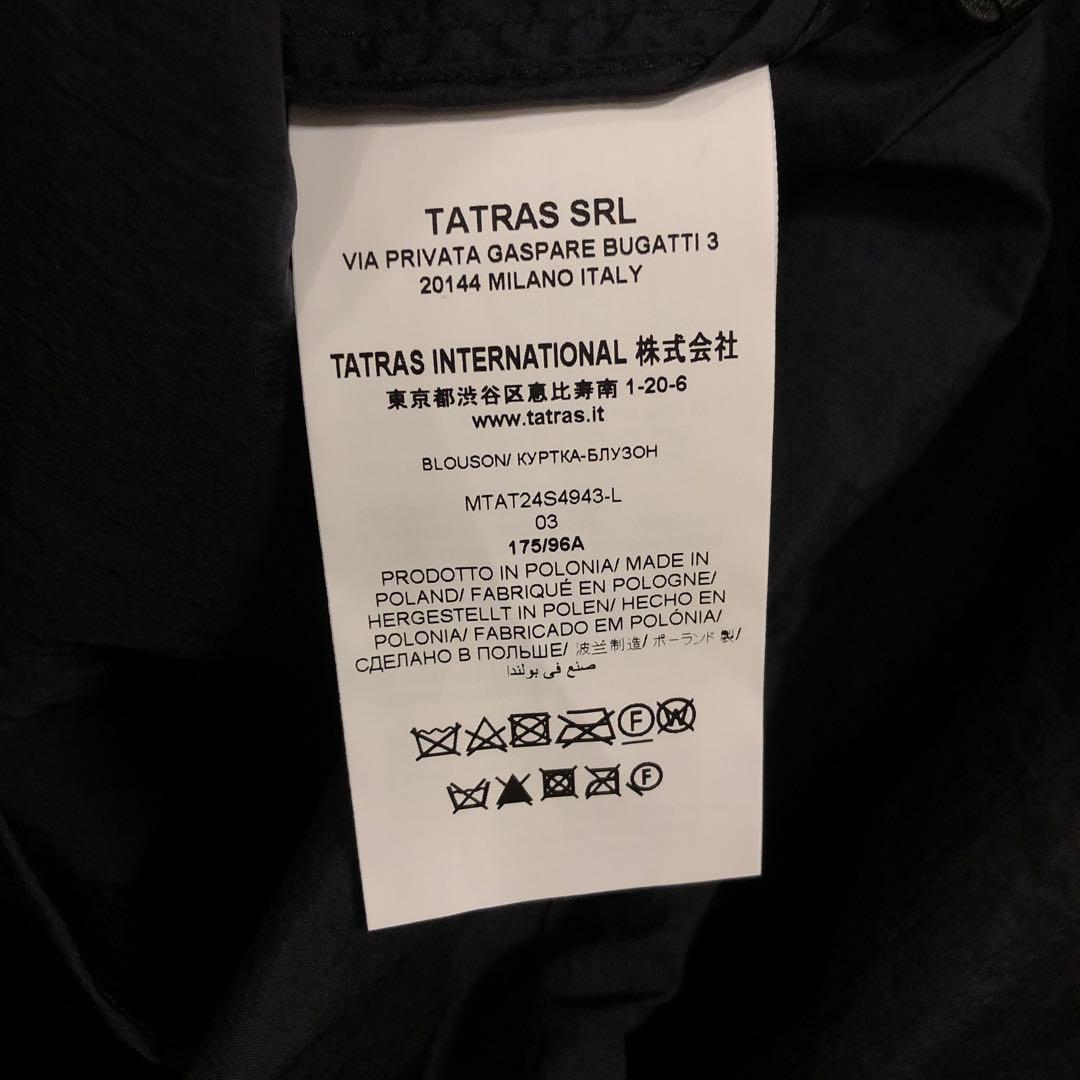 TATRAS SRL
VIA PRIVATA GASPARE BUGATTI 3
20144 MILANO ITALY
TATRAS INTERNATIONAL 株式会社
東京都渋谷区恵比寿南 1-20-6
www.tatras.it
BLOUSON/ КУРТКА-БЛУЗОН
MTAT24S4943-L
03
175/96A
PRODOTTO IN POLONIA/ MADE IN
POLAND/ FABRIQUÉ EN POLOGNE/
HERGESTELLT IN POLEN/ HECHO EN
POLONIA/ FABRICADO EM POLÓNIA/
СДЕЛАНО В ПОЛЬШЕ/ 波兰制造/ ポーランド製/
صنع في بولندا
F W
F